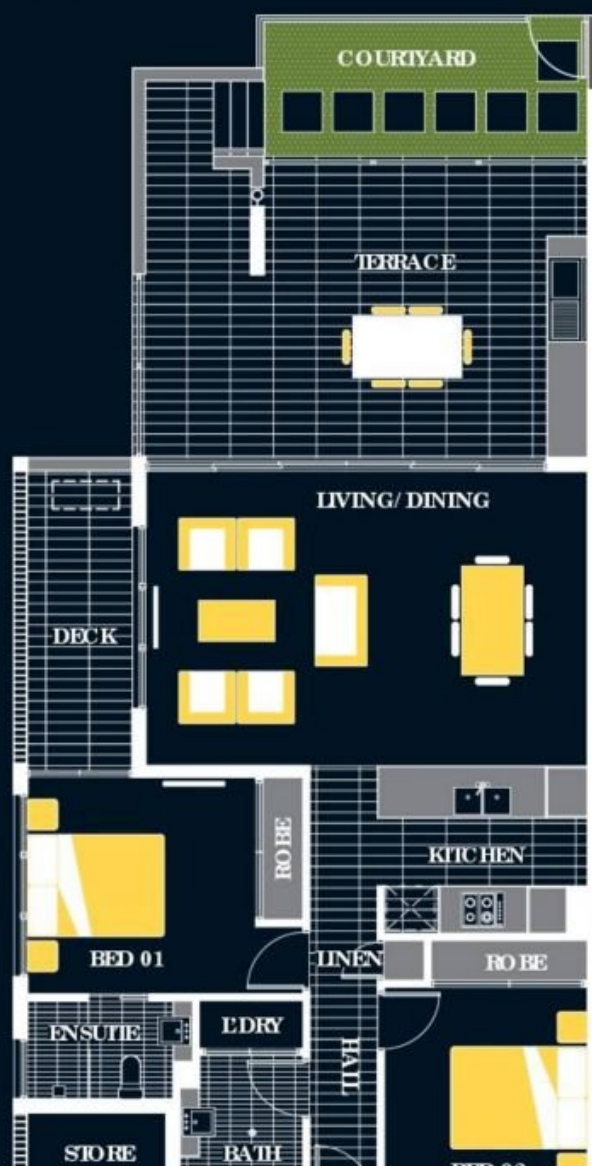 COURTYARD
TERRACE
LIVING/ DINING
DECK
ROBE
KITCHEN
BED 01
LINEN
ROBE
ENSUITE
L'DRY
HALL
STORE
BATH